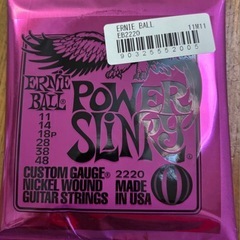 ERNIE BALL 11M11
EB2220
ERNIE
BALL
POWER
SLINKY
11
14
18p
28
38
48
CUSTOM GAUGE®
NICKEL WOUND
GUITAR STRINGS
2220
MADE
IN USA